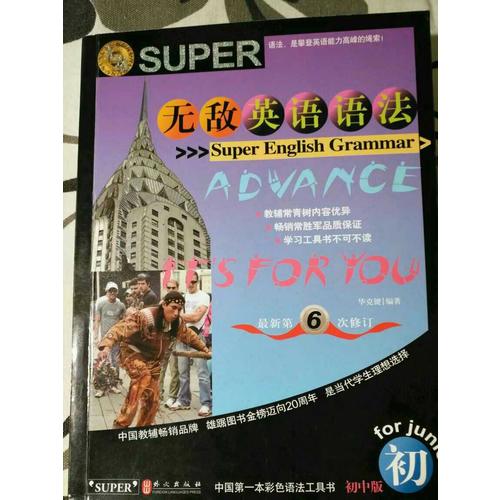 SUPER
语法,是攀登英语能力高峰的绳索!
无敌英语语法
>>>Super English Grammar>
ADVANCE
教辅常青树内容优异
畅销常胜军品质保证
学习工具书不可不读
IT'S FOR YOU
华克键|编著
最新第6次修订
中国教辅畅销品牌 雄踞图书金榜迈向20周年 是当代学生理想选择
for juni
初
"SUPER"
外文出版社
FOREIGN LANGUAGES PRESS
中国第一本彩色语法工具书
初中版